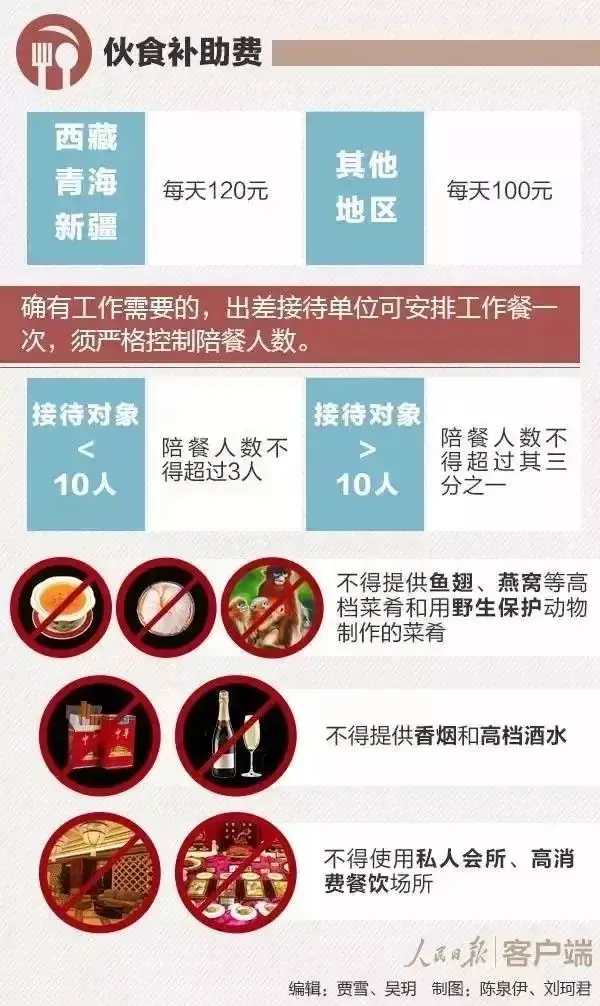 伙食补助费
西藏
青海
新疆
每天120元
其他
地区
每天100元
确有工作需要的，出差接待单位可安排工作餐一
次，须严格控制陪餐人数。
接待对象
<
10人
陪餐人数不
得超过3人
接待对象
>
10人
陪餐人数不
得超过其三
分之一
不得提供鱼翅、燕窝等高
档菜肴和用野生保护动物
制作的菜肴
中华
不得提供香烟和高档酒水
不得使用私人会所、高消
费餐饮场所
人民日报 客户端
编辑：贾雪、吴玥 制图：陈泉伊、刘珂君